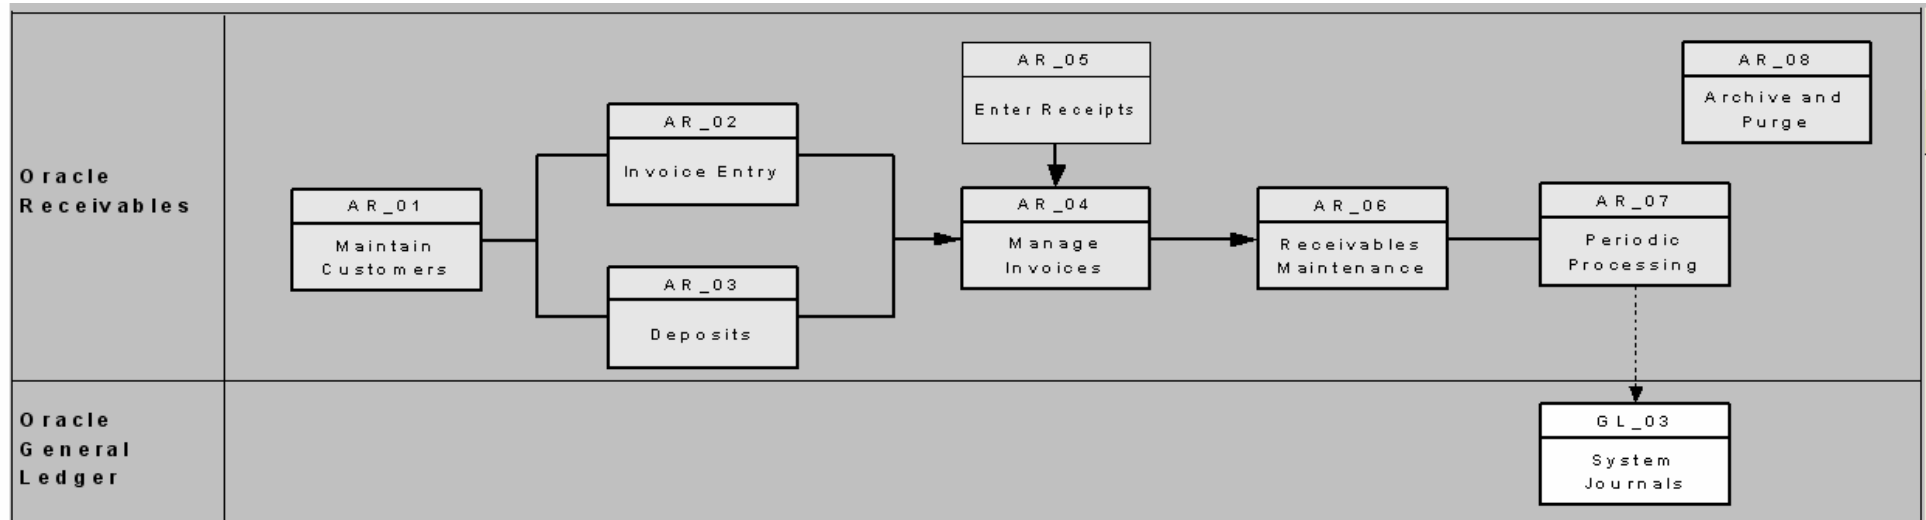 Oracle
Receivables
AR_01
Maintain
Customers
AR_02
Invoice Entry
AR_03
Deposits
AR_05
Enter Receipts
AR_04
Manage
Invoices
AR_06
Receivables
Maintenance
AR_07
Periodic
Processing
AR_08
Archive and
Purge
Oracle
General
Ledger
GL_03
System
Journals